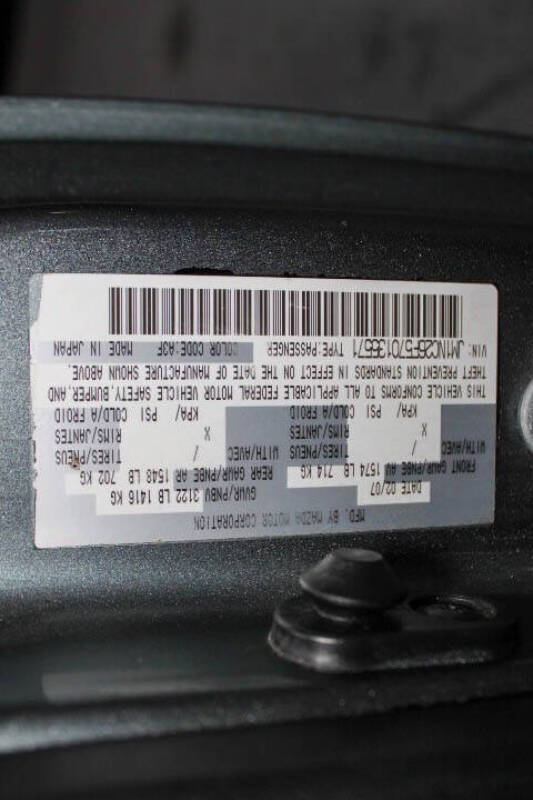 MFD. BY MAZDA MOTOR CORPORATION
DATE 02/07 GVWR/PNBV 3122 LB 1416 KG
FRONT GAWR/PNBE AV 1574 LB 714 KG REAR GAWR/PNBE AR 1548 LB 702 KG
WITH/AVEC TIRES/PNEUS WITH/AVEC TIRES/PNEUS
X RIMS/JANTES X RIMS/JANTES
KPA/ PSI COLD/A FROID KPA/ PSI COLD/A FROID
THIS VEHICLE CONFORMS TO ALL APPLICABLE FEDERAL MOTOR VEHICLE SAFETY, BUMPER, AND
THEFT PREVENTION STANDARDS IN EFFECT ON THE DATE OF MANUFACTURE SHOWN ABOVE.
VIN: JM1NC26F570136571 TYPE:PASSENGER COLOR CODE:A3F MADE IN JAPAN